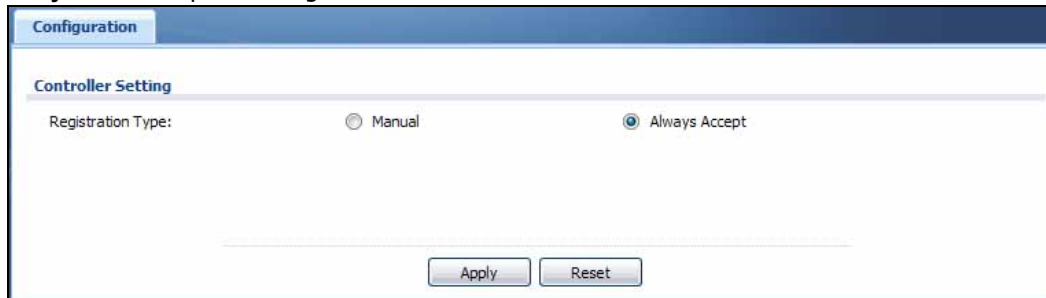 Configuration
Controller Setting
Registration Type: Manual Always Accept
Apply Reset